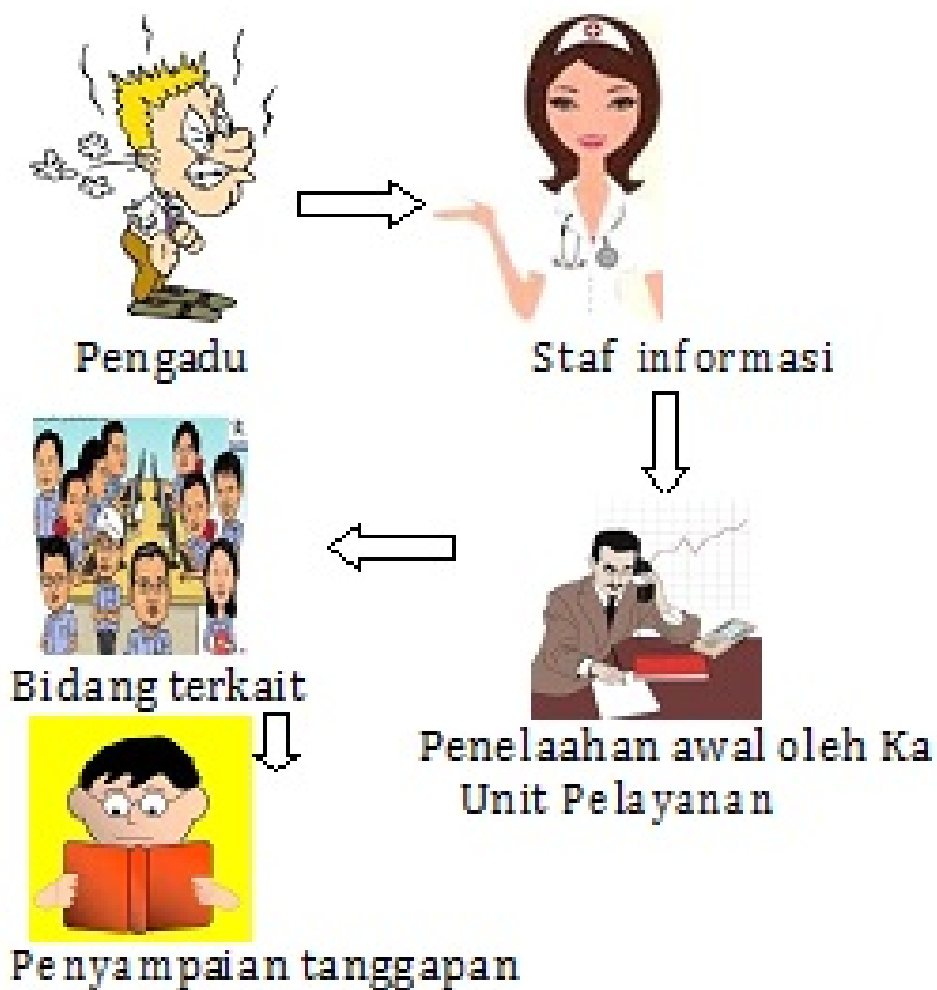 Pengadu
Staf informasi
Bidang terkait
Penelaahan awal oleh Ka
Unit Pelayanan
Penyampaian tanggapan